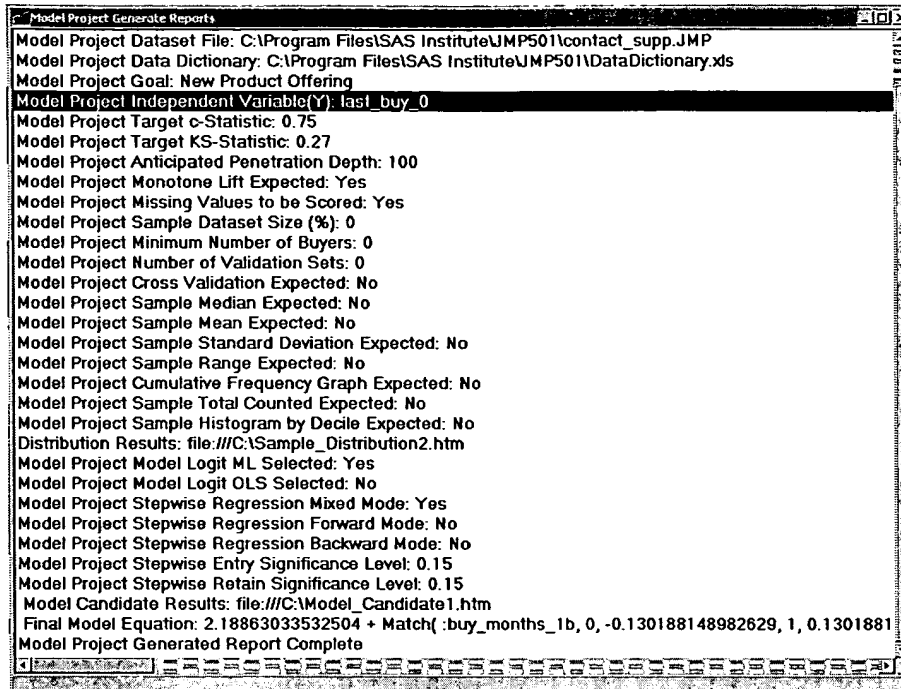 Model Project Generate Reports
Model Project Dataset File: C:\Program Files\SAS Institute\JMP501\contact_supp.JMP
Model Project Data Dictionary: C:\Program Files\SAS Institute\JMP501\DataDictionary.xls
Model Project Goal: New Product Offering
Model Project Independent Variable(Y): last_buy_0
Model Project Target c-Statistic: 0.75
Model Project Target KS-Statistic: 0.27
Model Project Anticipated Penetration Depth: 100
Model Project Monotone Lift Expected: Yes
Model Project Missing Values to be Scored: Yes
Model Project Sample Dataset Size (%): 0
Model Project Minimum Number of Buyers: 0
Model Project Number of Validation Sets: 0
Model Project Cross Validation Expected: No
Model Project Sample Median Expected: No
Model Project Sample Mean Expected: No
Model Project Sample Standard Deviation Expected: No
Model Project Sample Range Expected: No
Model Project Cumulative Frequency Graph Expected: No
Model Project Sample Total Counted Expected: No
Model Project Sample Histogram by Decile Expected: No
Distribution Results: file:///C:\Sample_Distribution2.htm
Model Project Model Logit ML Selected: Yes
Model Project Model Logit OLS Selected: No
Model Project Stepwise Regression Mixed Mode: Yes
Model Project Stepwise Regression Forward Mode: No
Model Project Stepwise Regression Backward Mode: No
Model Project Stepwise Entry Significance Level: 0.15
Model Project Stepwise Retain Significance Level: 0.15
Model Candidate Results: file:///C:\Model_Candidate1.htm
Final Model Equation: 2.18863033532504 + Match( :buy_months_1b, 0, -0.130188148982629, 1, 0.1301881
Model Project Generated Report Complete